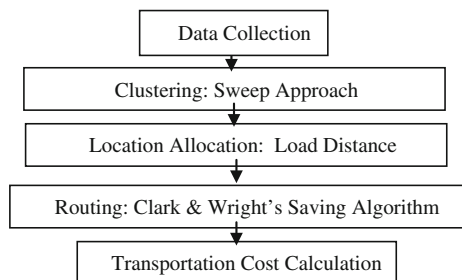 Data Collection
Clustering: Sweep Approach
Location Allocation: Load Distance
Routing: Clark & Wright's Saving Algorithm
Transportation Cost Calculation